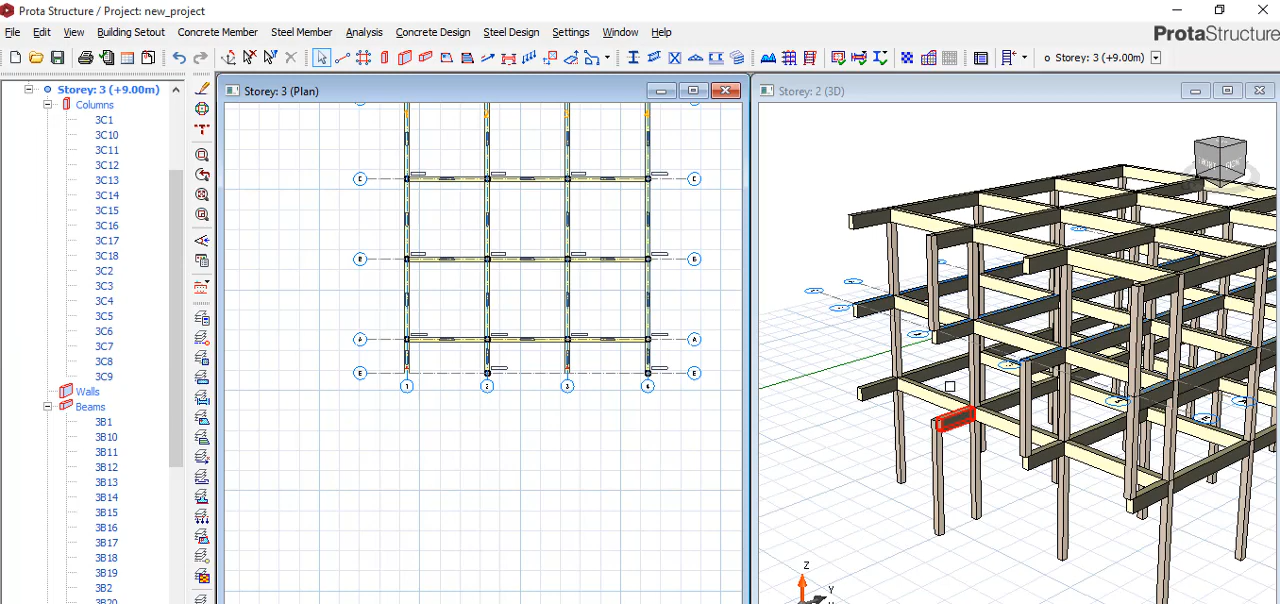 Prota Structure / Project: new_project
File Edit View Building Setout Concrete Member Steel Member Analysis Concrete Design Steel Design Settings Window Help
ProtaStructure
Storey: 3 (+9.00m)
Storey: 3 (+9.00m)
Columns
3C1
3C10
3C11
3C12
3C13
3C14
3C15
3C16
3C17
3C18
3C2
3C3
3C4
3C5
3C6
3C7
3C8
3C9
Walls
Beams
3B1
3B10
3B11
3B12
3B13
3B14
3B15
3B16
3B17
3B18
3B19
3B2
3B20
Storey: 3 (Plan)
C C
B B
A A
E E
1 2 3 4
Storey: 2 (3D)
Z
Y